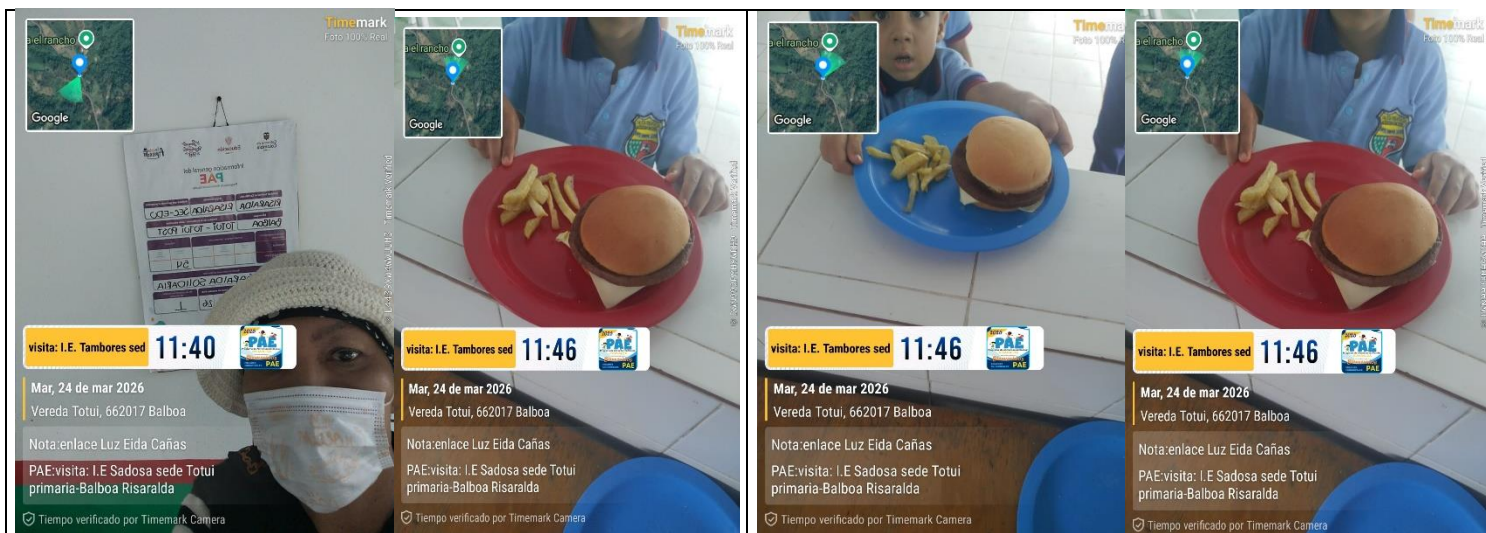 Timemark
Foto 100% Real
a el rancho
Google
PAE
visita: I.E. Tambores sed 11:40
PAE
Mar, 24 de mar 2026
Vereda Totui, 662017 Balboa
Nota:enlace Luz Eida Cañas
PAE:visita: I.E Sadosa sede Totui
primaria-Balboa Risaralda
Tiempo verificado por Timemark Camera
Timemark
Foto 100% Real
a el rancho
Google
visita: I.E. Tambores sed 11:46
PAE
Mar, 24 de mar 2026
Vereda Totui, 662017 Balboa
Nota:enlace Luz Eida Cañas
PAE:visita: I.E Sadosa sede Totui
primaria-Balboa Risaralda
Tiempo verificado por Timemark Camera
Timema
Foto 100% R
a el rancho
Google
visita: I.E. Tambores sed 11:46
PAE
Mar, 24 de mar 2026
Vereda Totui, 662017 Balboa
Nota:enlace Luz Eida Cañas
PAE:visita: I.E Sadosa sede Totui
primaria-Balboa Risaralda
Tiempo verificado por Timemark Camera
Timemark
Foto 100% Real
a el rancho
Google
visita: I.E. Tambores sed 11:46
PAE
Mar, 24 de mar 2026
Vereda Totui, 662017 Balboa
Nota:enlace Luz Eida Cañas
PAE:visita: I.E Sadosa sede Totui
primaria-Balboa Risaralda
Tiempo verificado por Timemark Camera